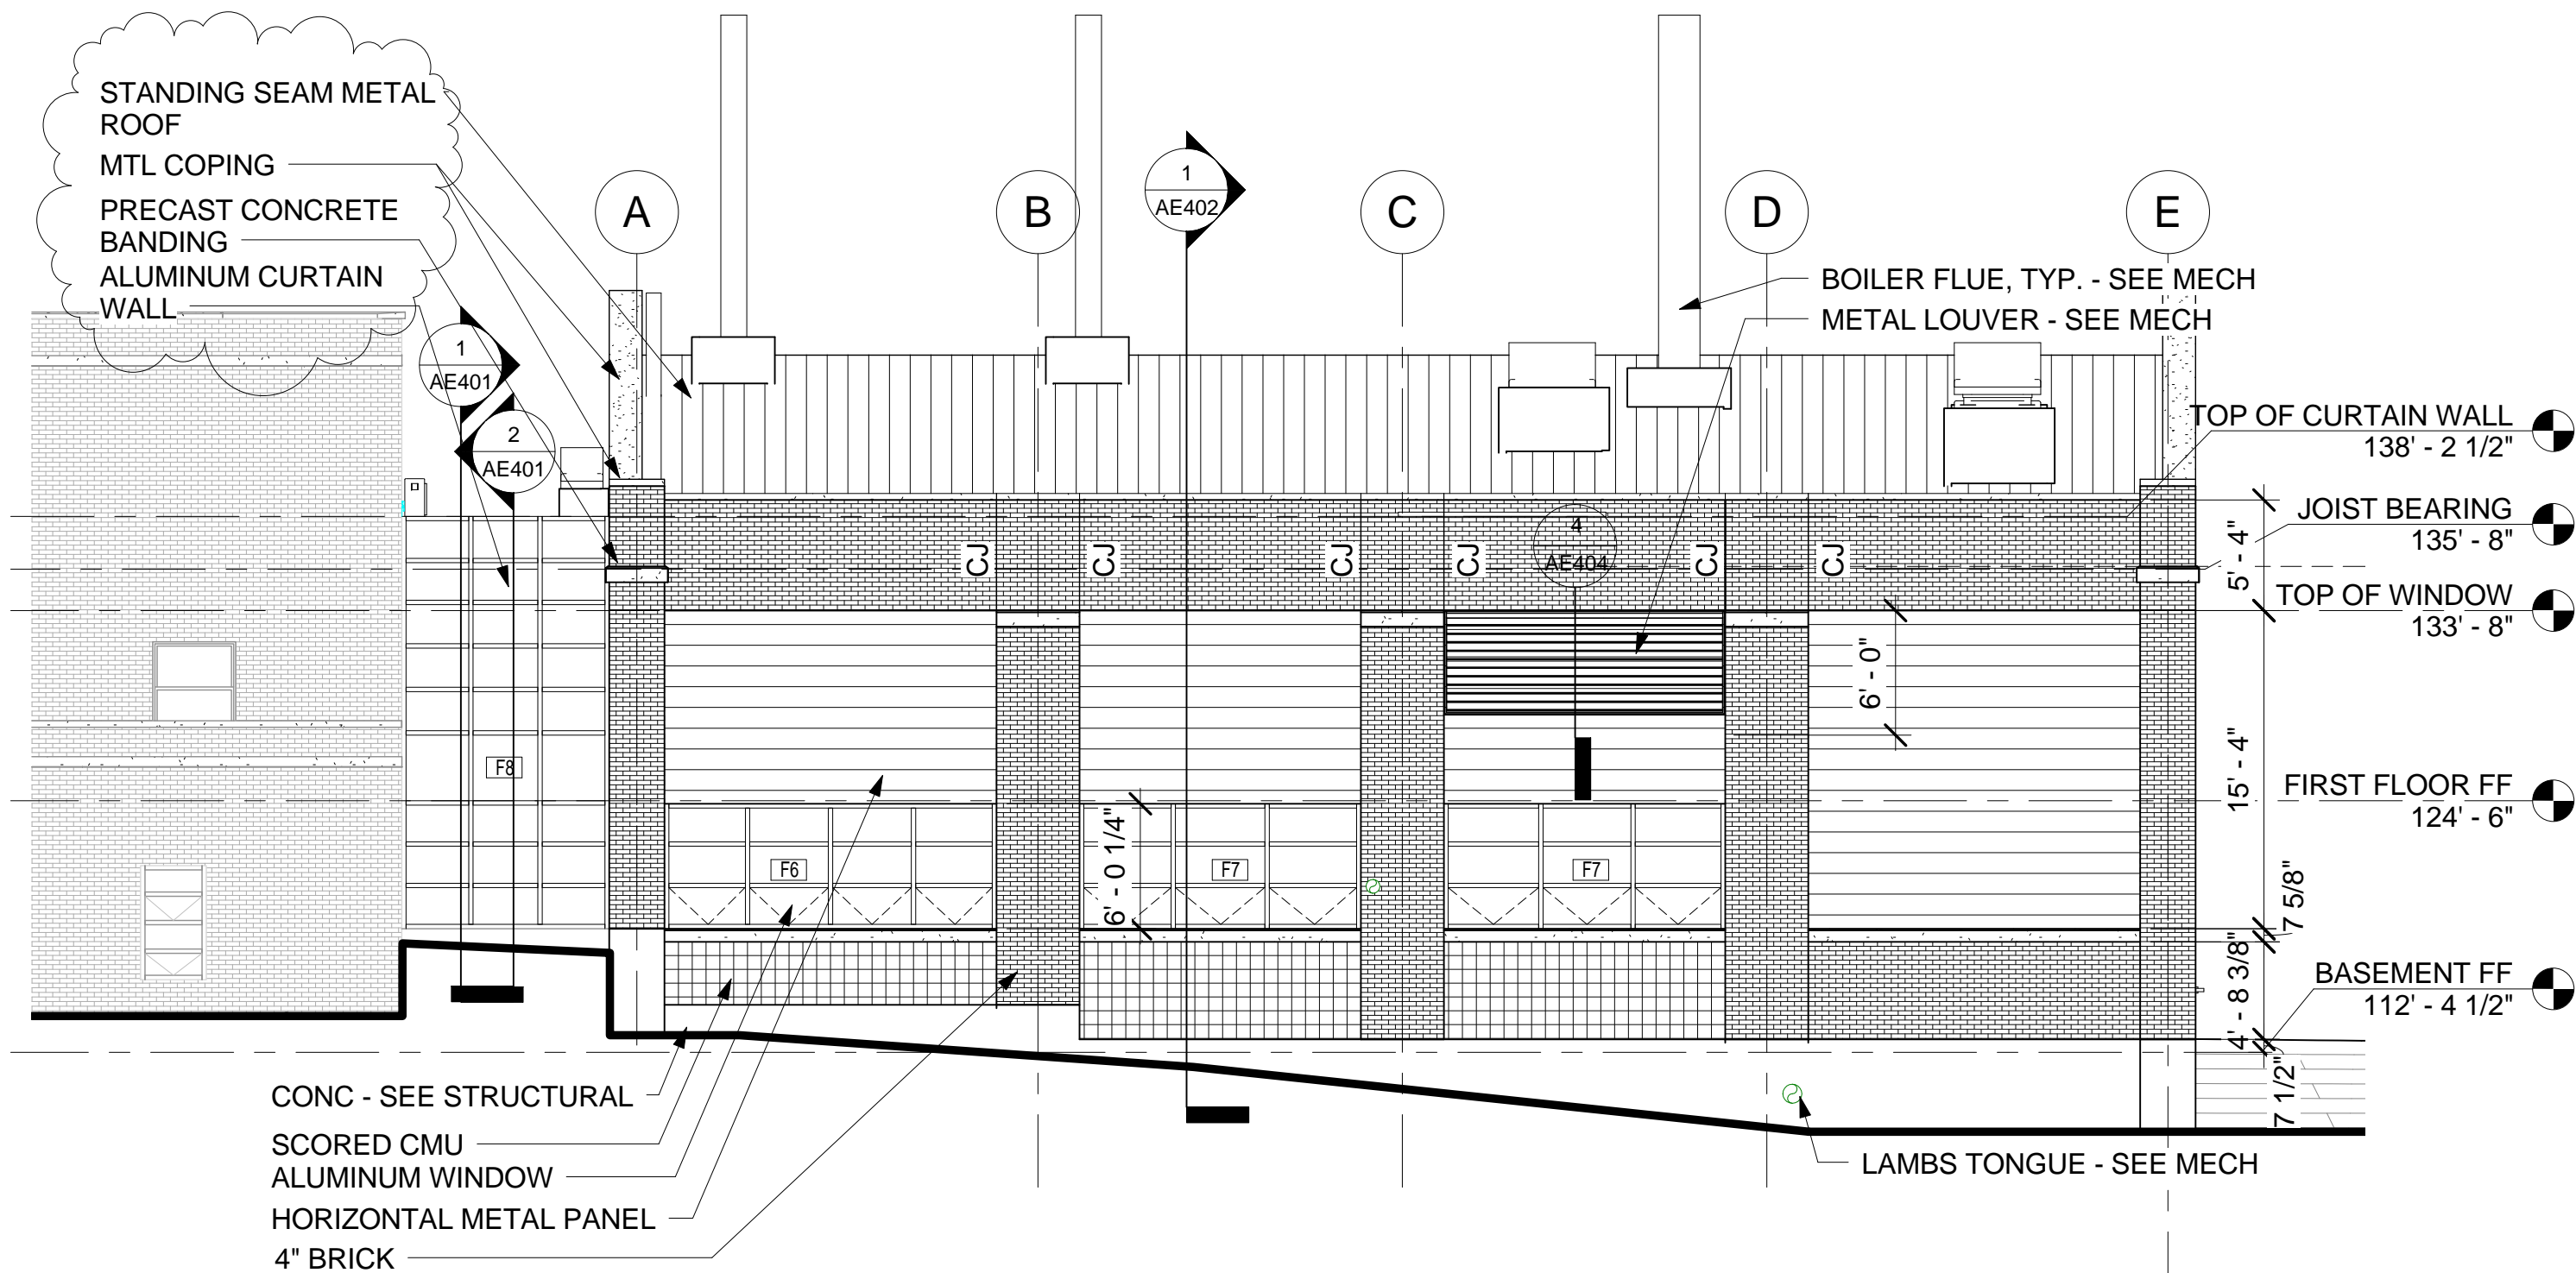 STANDING SEAM METAL
ROOF
MTL COPING
PRECAST CONCRETE
BANDING
ALUMINUM CURTAIN
WALL
1
AE401
2
AE401
A
B
1
AE402
C
D
E
BOILER FLUE, TYP. - SEE MECH
METAL LOUVER - SEE MECH
TOP OF CURTAIN WALL
138' - 2 1/2"
JOIST BEARING
135' - 8"
TOP OF WINDOW
133' - 8"
FIRST FLOOR FF
124' - 6"
BASEMENT FF
112' - 4 1/2"
5' - 4"
15' - 4"
7 5/8"
4' - 8 3/8"
7 1/2"
CJ
CJ
CJ
CJ
CJ
CJ
4
AE404
6' - 0"
F8
6' - 0 1/4"
F6
F7
F7
CONC - SEE STRUCTURAL
SCORED CMU
ALUMINUM WINDOW
HORIZONTAL METAL PANEL
4" BRICK
LAMBS TONGUE - SEE MECH